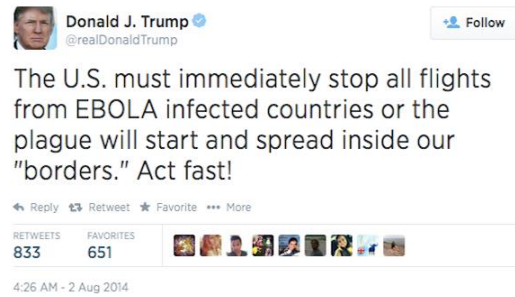 Donald J. Trump
@realDonaldTrump
Follow
The U.S. must immediately stop all flights
from EBOLA infected countries or the
plague will start and spread inside our
"borders." Act fast!
Reply Retweet Favorite More
RETWEETS FAVORITES
833 651
4:26 AM - 2 Aug 2014